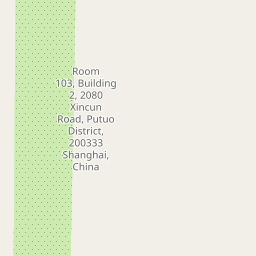 Room
103, Building
2, 2080
Xincun
Road, Putuo
District,
200333
Shanghai,
China